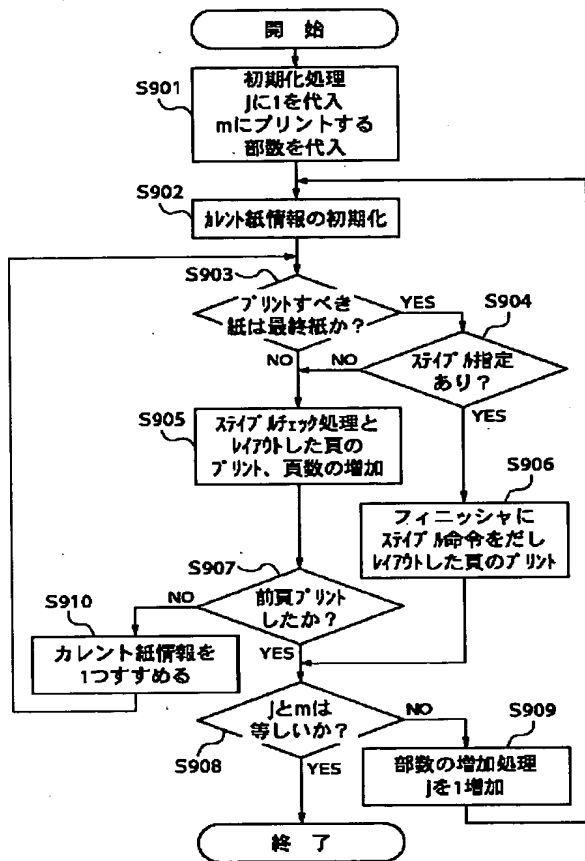 開始
S901
初期化処理
jに1を代入
mにプリントする
部数を代入
S902
ｶﾚﾝﾄ紙情報の初期化
S903
プリントすべき
紙は最終紙か？
YES
NO
S904
ｽﾃｲﾌﾟﾙ指定
あり？
NO
YES
S905
ｽﾃｲﾌﾟﾙﾁｪｯｸ処理と
ﾚｲｱｳﾄした頁の
プリント、頁数の増加
S906
フィニッシャに
ｽﾃｲﾌﾟﾙ命令をだし
ﾚｲｱｳﾄした頁のプリント
S907
前頁プリント
したか？
NO
YES
S910
カレント紙情報を
1つすすめる
jとmは
等しいか？
S908
NO
YES
S909
部数の増加処理
jを1増加
終了